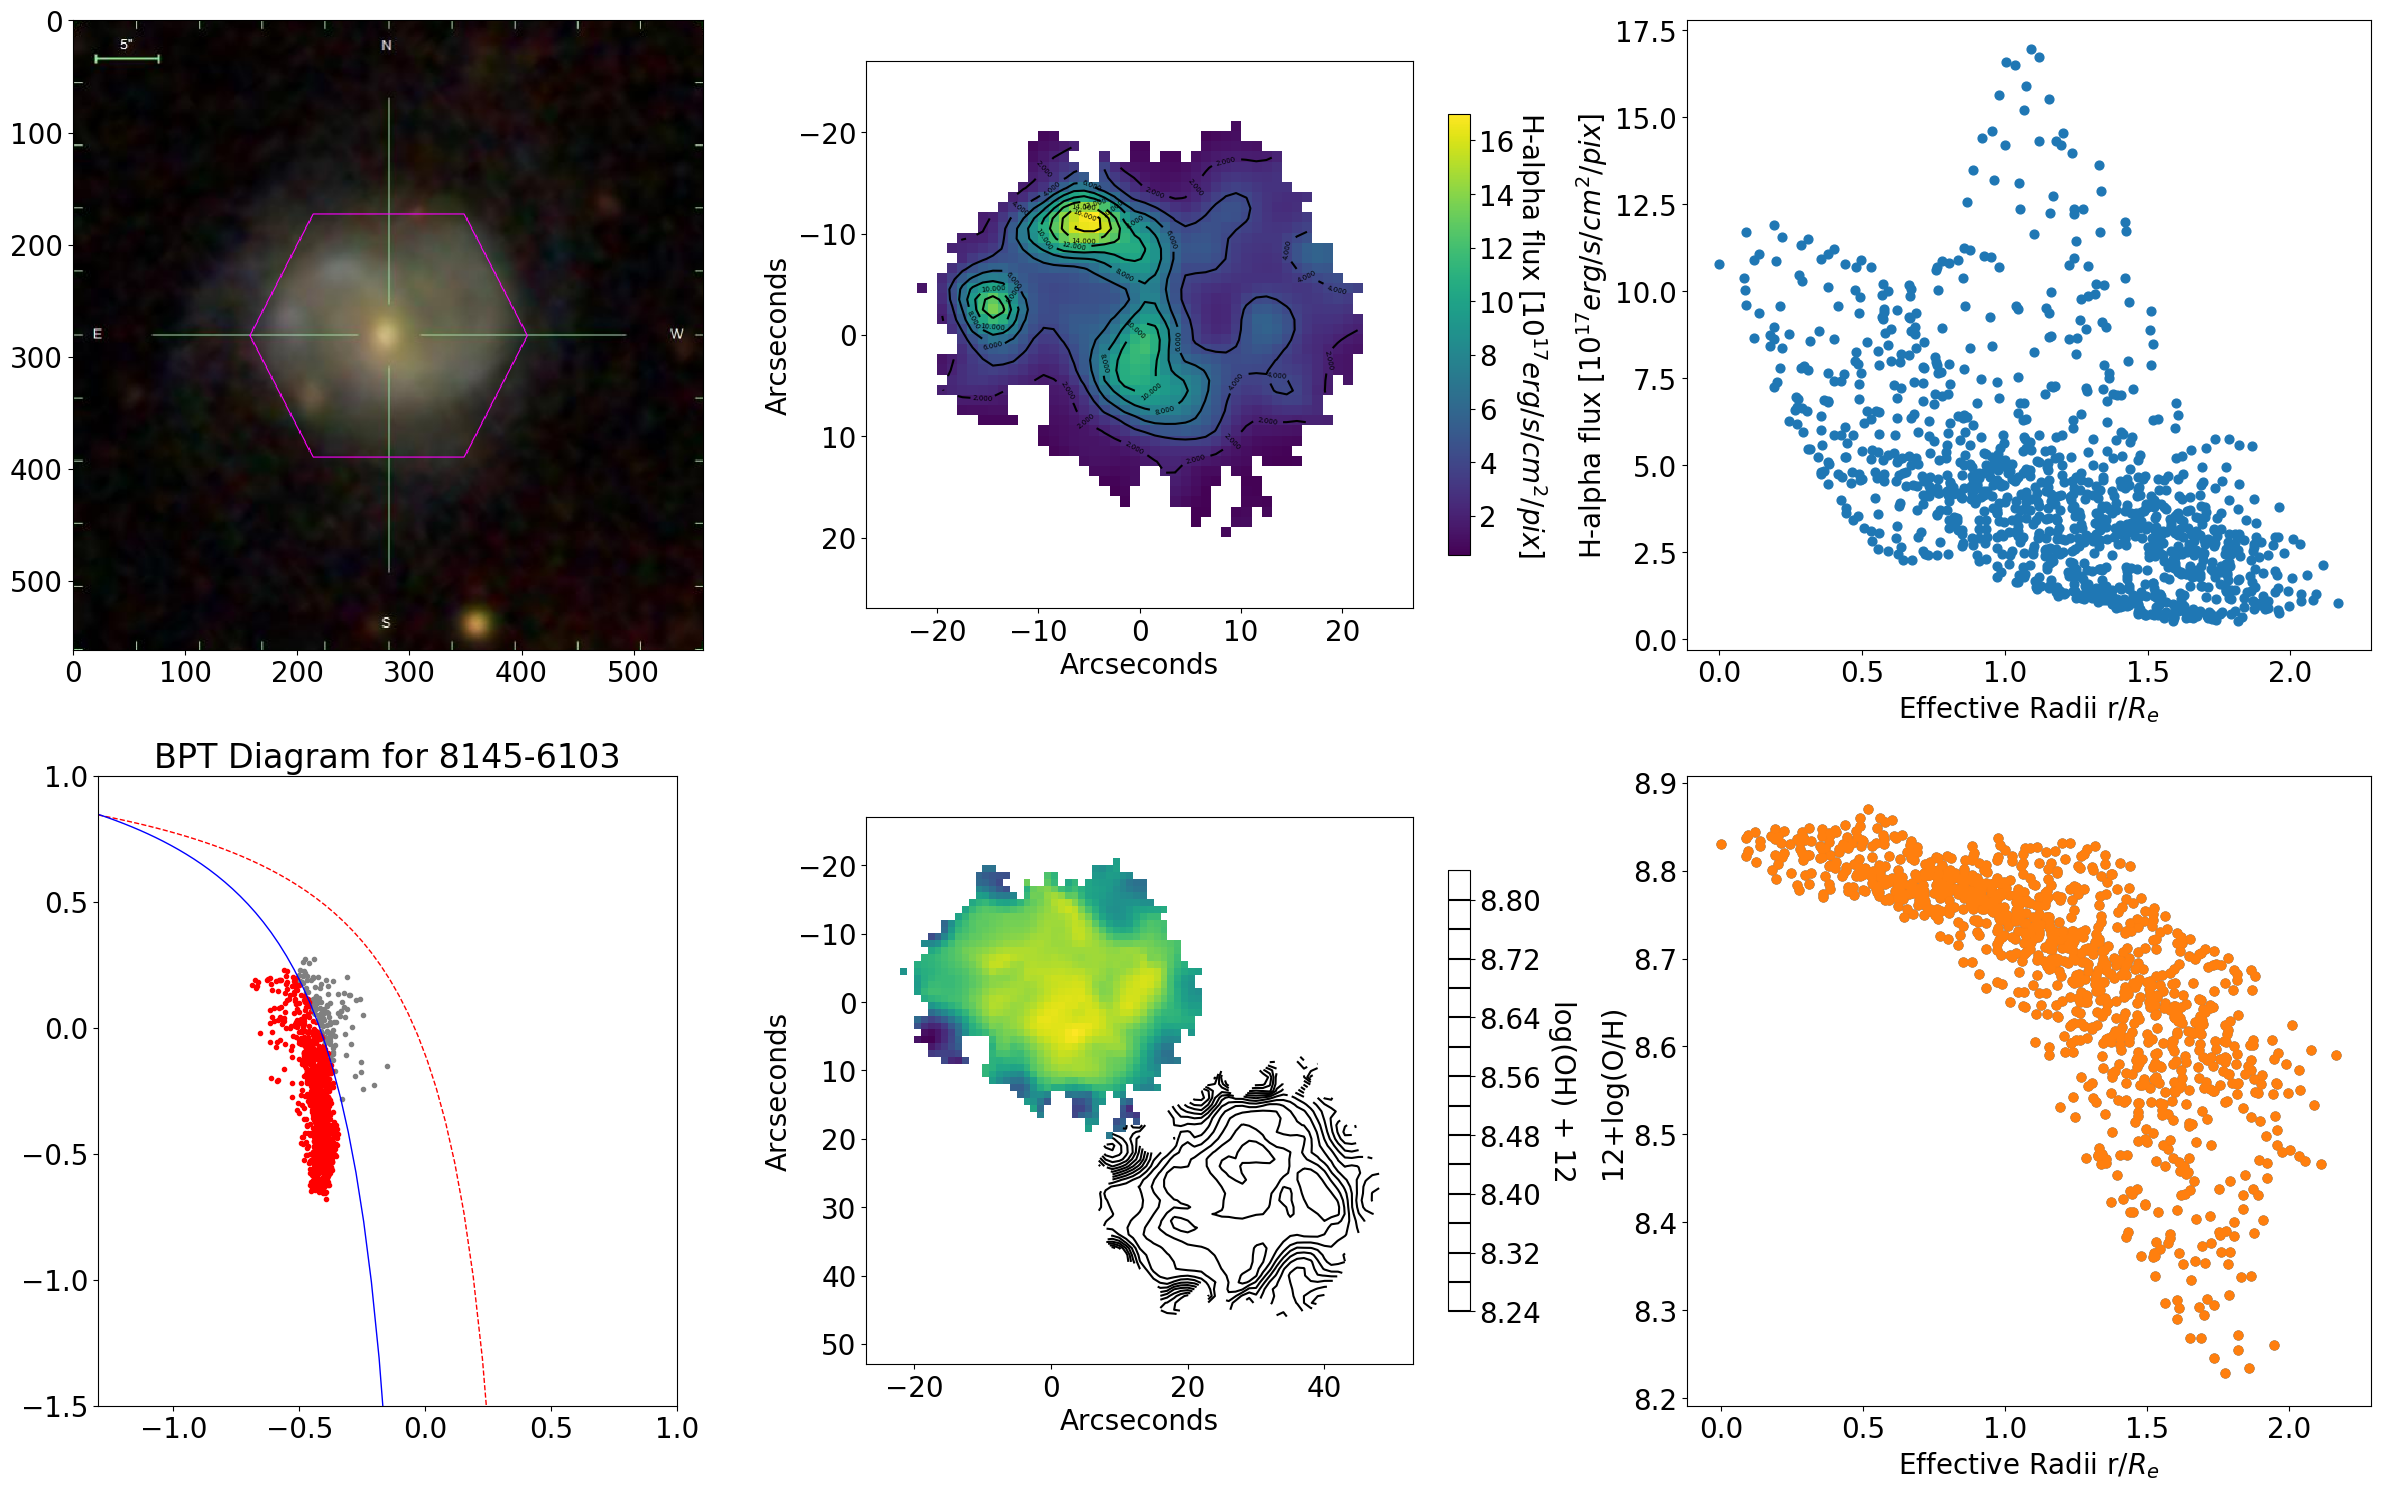 0
100
200
300
400
500
0 100 200 300 400 500
5"
N
E
W
S
−20
−10
0
10
20
−20 −10 0 10 20
Arcseconds
Arcseconds
16
14
12
10
8
6
4
2
H-alpha flux [10^17 erg/s/cm^2/pix]
H-alpha flux [10^17 erg/s/cm^2/pix]
17.5
15.0
12.5
10.0
7.5
5.0
2.5
0.0
0.0 0.5 1.0 1.5 2.0
Effective Radii r/R_e
BPT Diagram for 8145-6103
1.0
0.5
0.0
−0.5
−1.0
−1.5
−1.0 −0.5 0.0 0.5 1.0
−20
−10
0
10
20
30
40
50
−20 0 20 40
Arcseconds
Arcseconds
8.80
8.72
8.64
8.56
8.48
8.40
8.32
8.24
log(OH) + 12
12+log(O/H)
8.9
8.8
8.7
8.6
8.5
8.4
8.3
8.2
0.0 0.5 1.0 1.5 2.0
Effective Radii r/R_e